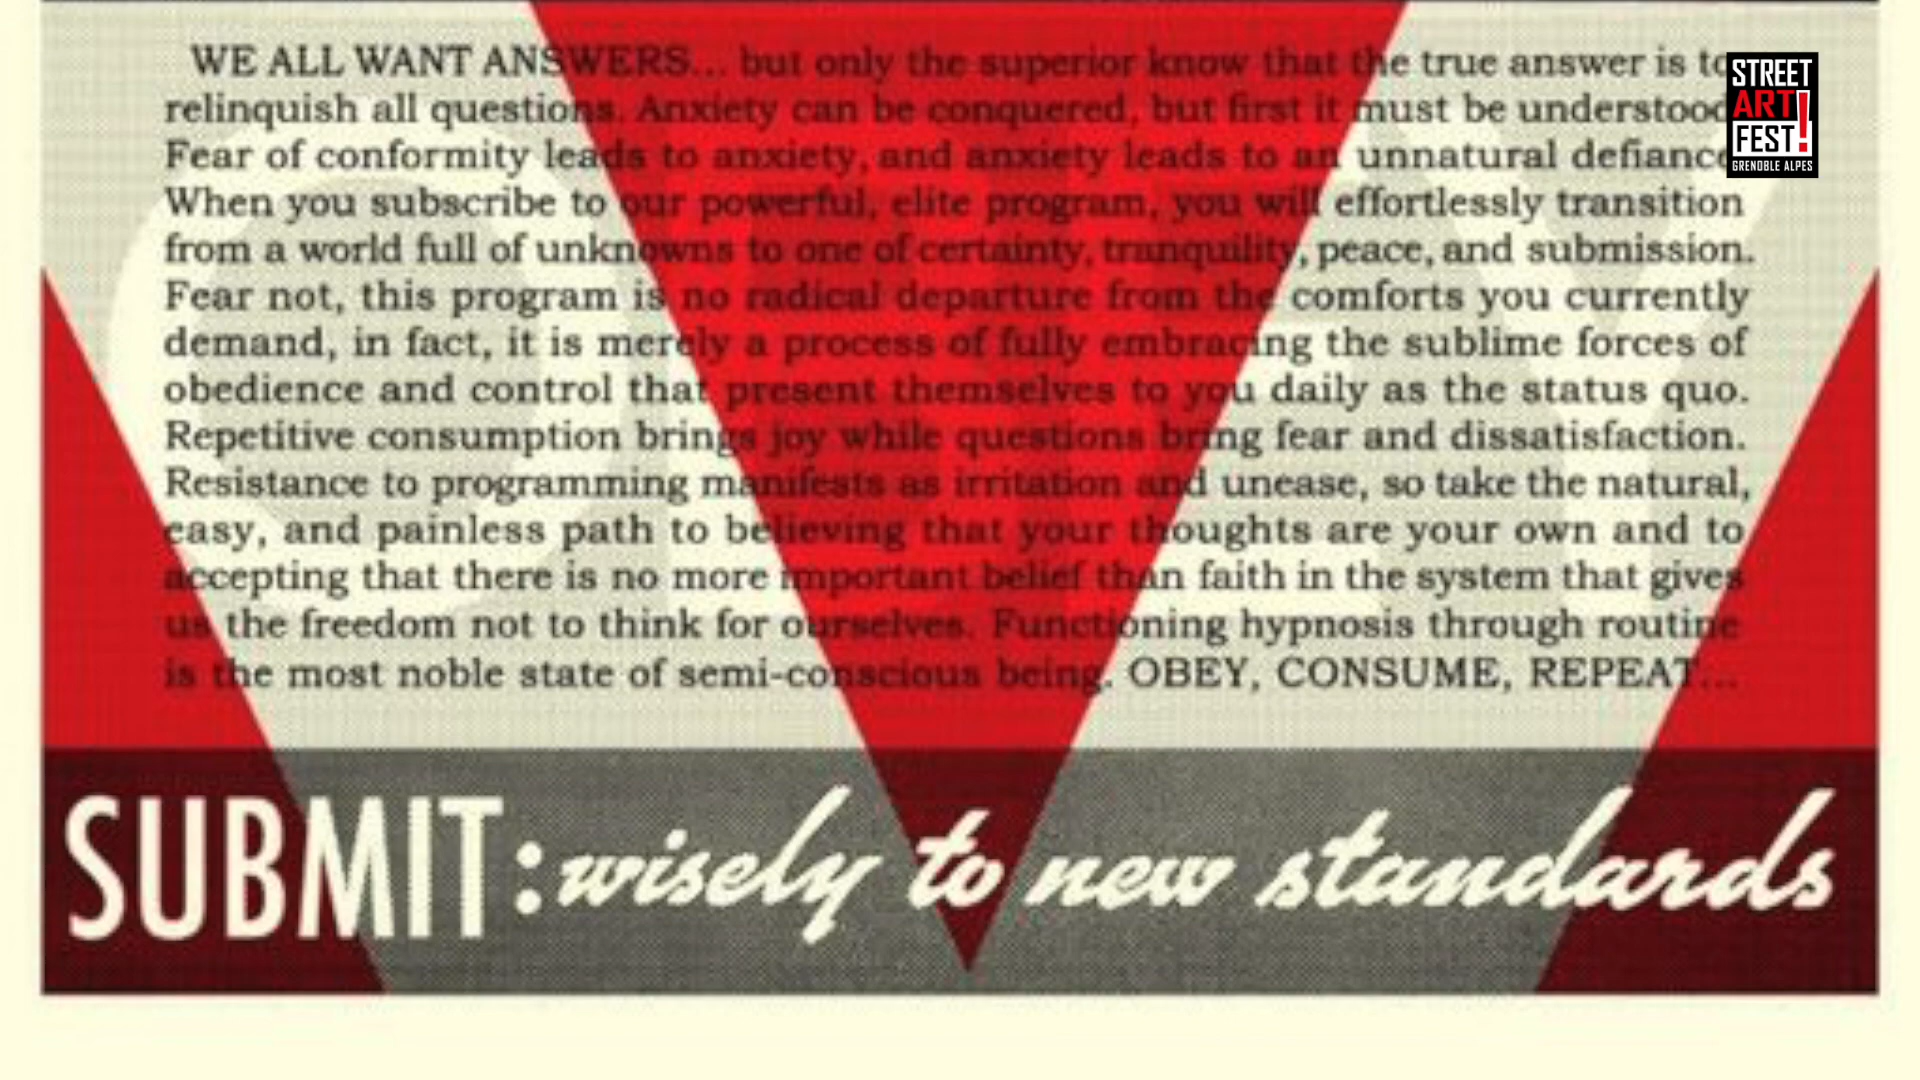 WE ALL WANT ANSWERS... but only the superior know that the true answer is to
relinquish all questions. Anxiety can be conquered, but first it must be understood
Fear of conformity leads to anxiety, and anxiety leads to an unnatural defiance
When you subscribe to our powerful, elite program, you will effortlessly transition
from a world full of unknowns to one of certainty, tranquility, peace, and submission.
Fear not, this program is no radical departure from the comforts you currently
demand, in fact, it is merely a process of fully embracing the sublime forces of
obedience and control that present themselves to you daily as the status quo.
Repetitive consumption brings joy while questions bring fear and dissatisfaction.
Resistance to programming manifests as irritation and unease, so take the natural,
easy, and painless path to believing that your thoughts are your own and to
accepting that there is no more important belief than faith in the system that gives
us the freedom not to think for ourselves. Functioning hypnosis through routine
is the most noble state of semi-conscious being. OBEY, CONSUME, REPEAT...
SUBMIT: wisely to new standards
STREET
ART!
FEST
GRENOBLE ALPES